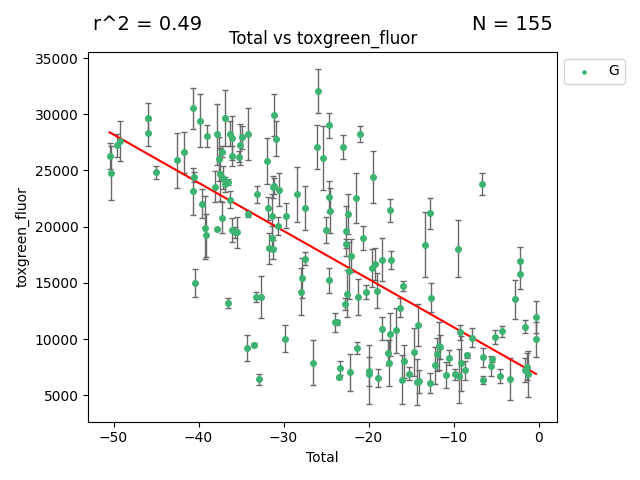 r^2 = 0.49
N = 155
Total vs toxgreen_fluor
G
35000
30000
25000
20000
15000
10000
5000
toxgreen_fluor
−50
−40
−30
−20
−10
0
Total